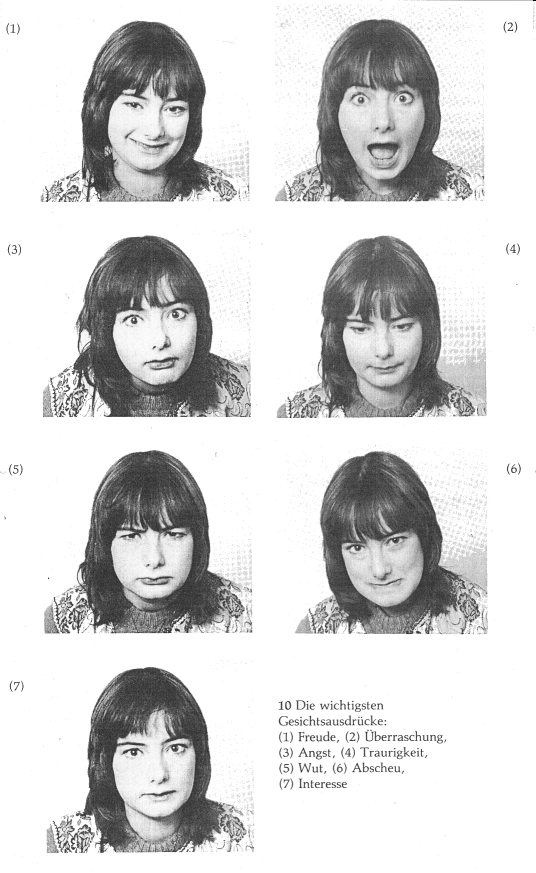 (1)
(2)
(3)
(4)
(5)
(6)
(7)
10 Die wichtigsten
Gesichtsausdrücke:
(1) Freude, (2) Überraschung,
(3) Angst, (4) Traurigkeit,
(5) Wut, (6) Abscheu,
(7) Interesse